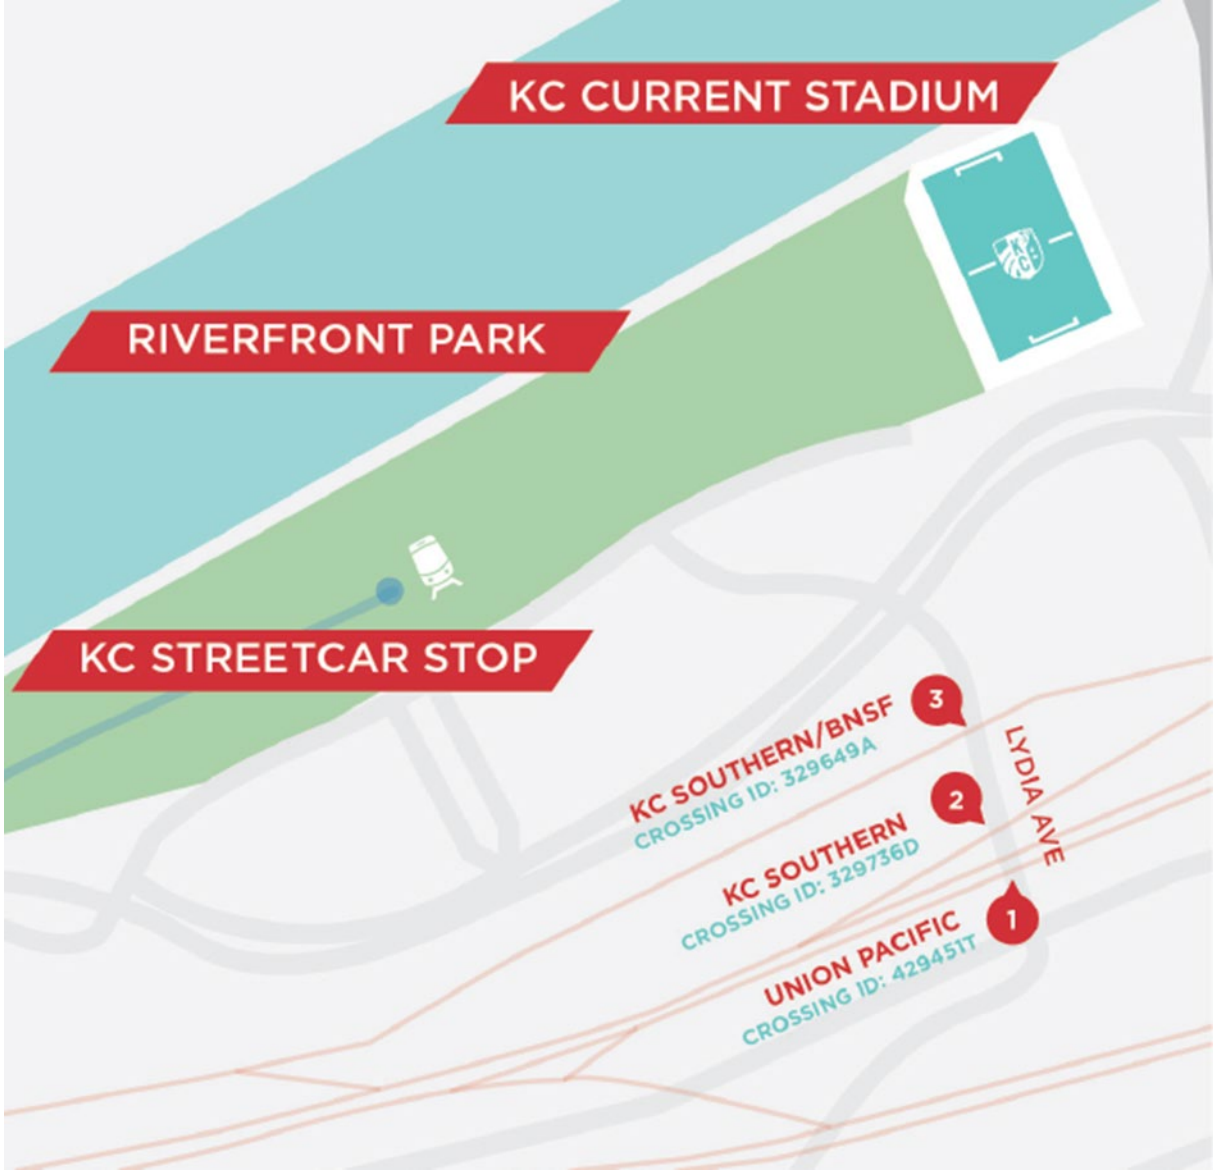 KC CURRENT STADIUM
KC
RIVERFRONT PARK
KC STREETCAR STOP
3
KC SOUTHERN/BNSF
CROSSING ID: 329649A
LYDIA AVE
2
KC SOUTHERN
CROSSING ID: 329736D
1
UNION PACIFIC
CROSSING ID: 429451T